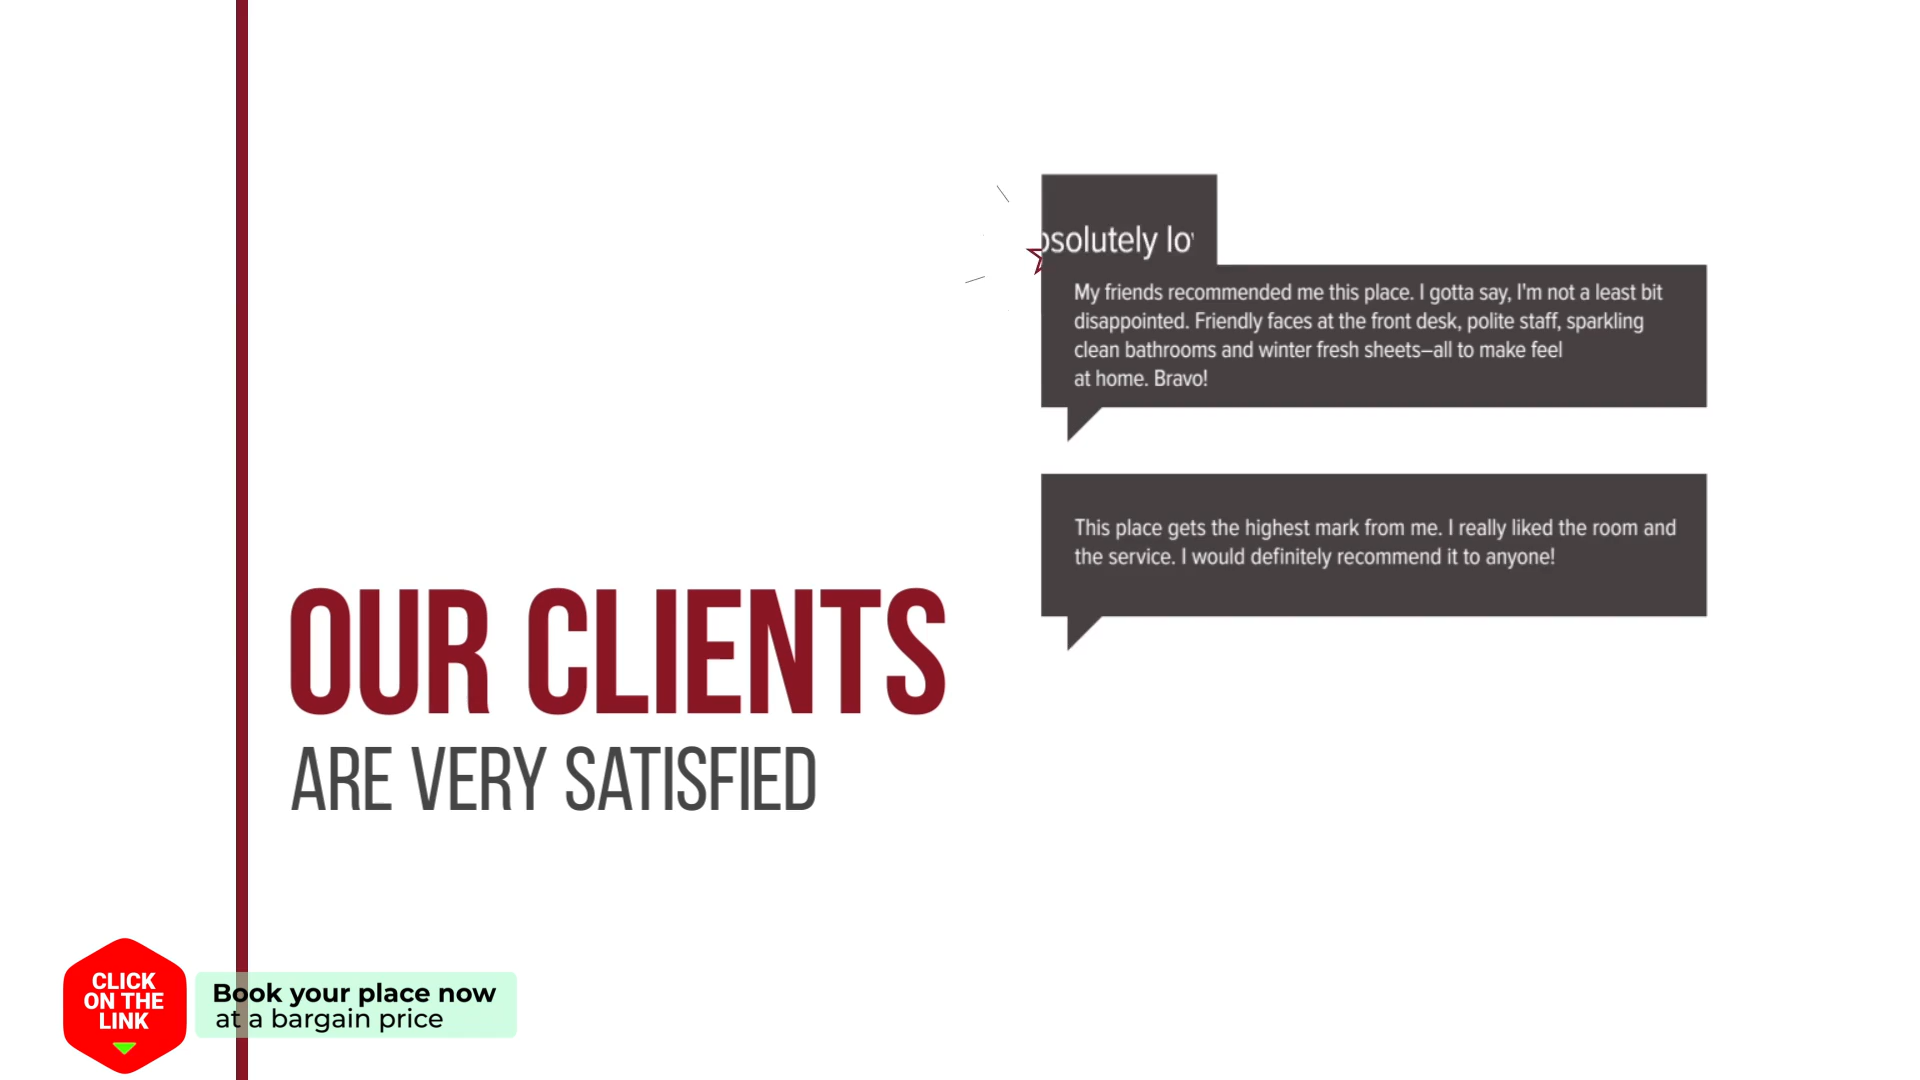 My friends recommended me this place. I gotta say, I'm not a least bit
disappointed. Friendly faces at the front desk, polite staff, sparkling
clean bathrooms and winter fresh sheets–all to make feel
at home. Bravo!
This place gets the highest mark from me. I really liked the room and
the service. I would definitely recommend it to anyone!
OUR CLIENTS
ARE VERY SATISFIED
CLICK
ON THE
LINK
Book your place now
at a bargain price